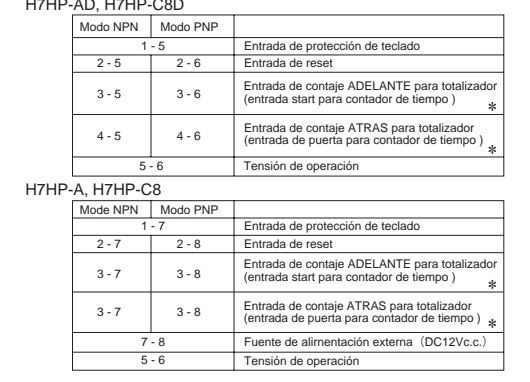 H7HP-AD, H7HP-C8D
Modo NPN Modo PNP
1 - 5 Entrada de protección de teclado
2 - 5 2 - 6 Entrada de reset
3 - 5 3 - 6 Entrada de contaje ADELANTE para totalizador
(entrada start para contador de tiempo ) *
4 - 5 4 - 6 Entrada de contaje ATRAS para totalizador
(entrada de puerta para contador de tiempo ) *
5 - 6 Tensión de operación
H7HP-A, H7HP-C8
Mode NPN Modo PNP
1 - 7 Entrada de protección de teclado
2 - 7 2 - 8 Entrada de reset
3 - 7 3 - 8 Entrada de contaje ADELANTE para totalizador
(entrada start para contador de tiempo ) *
3 - 7 3 - 8 Entrada de contaje ATRAS para totalizador
(entrada de puerta para contador de tiempo ) *
7 - 8 Fuente de alirnentación externa (DC12Vc.c.)
5 - 6 Tensión de operación